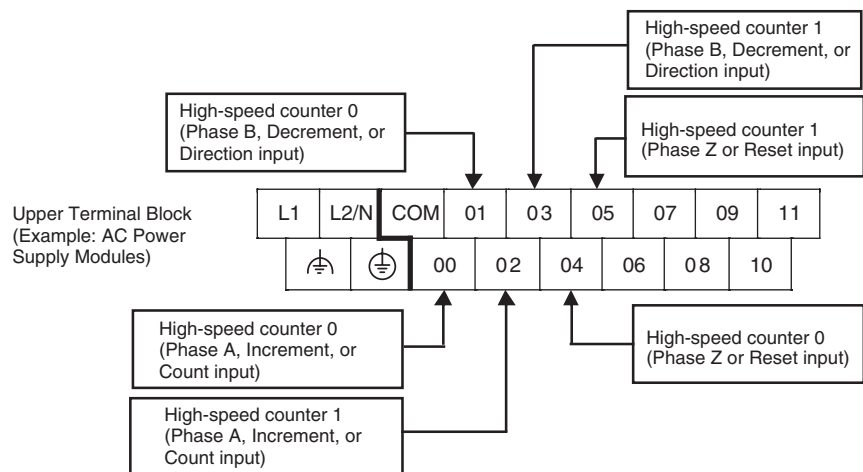 High-speed counter 1
(Phase B, Decrement, or
Direction input)
High-speed counter 0
(Phase B, Decrement, or
Direction input)
High-speed counter 1
(Phase Z or Reset input)
Upper Terminal Block
(Example: AC Power
Supply Modules)
L1 L2/N COM 01 03 05 07 09 11
00 02 04 06 08 10
High-speed counter 0
(Phase A, Increment, or
Count input)
High-speed counter 0
(Phase Z or Reset input)
High-speed counter 1
(Phase A, Increment, or
Count input)